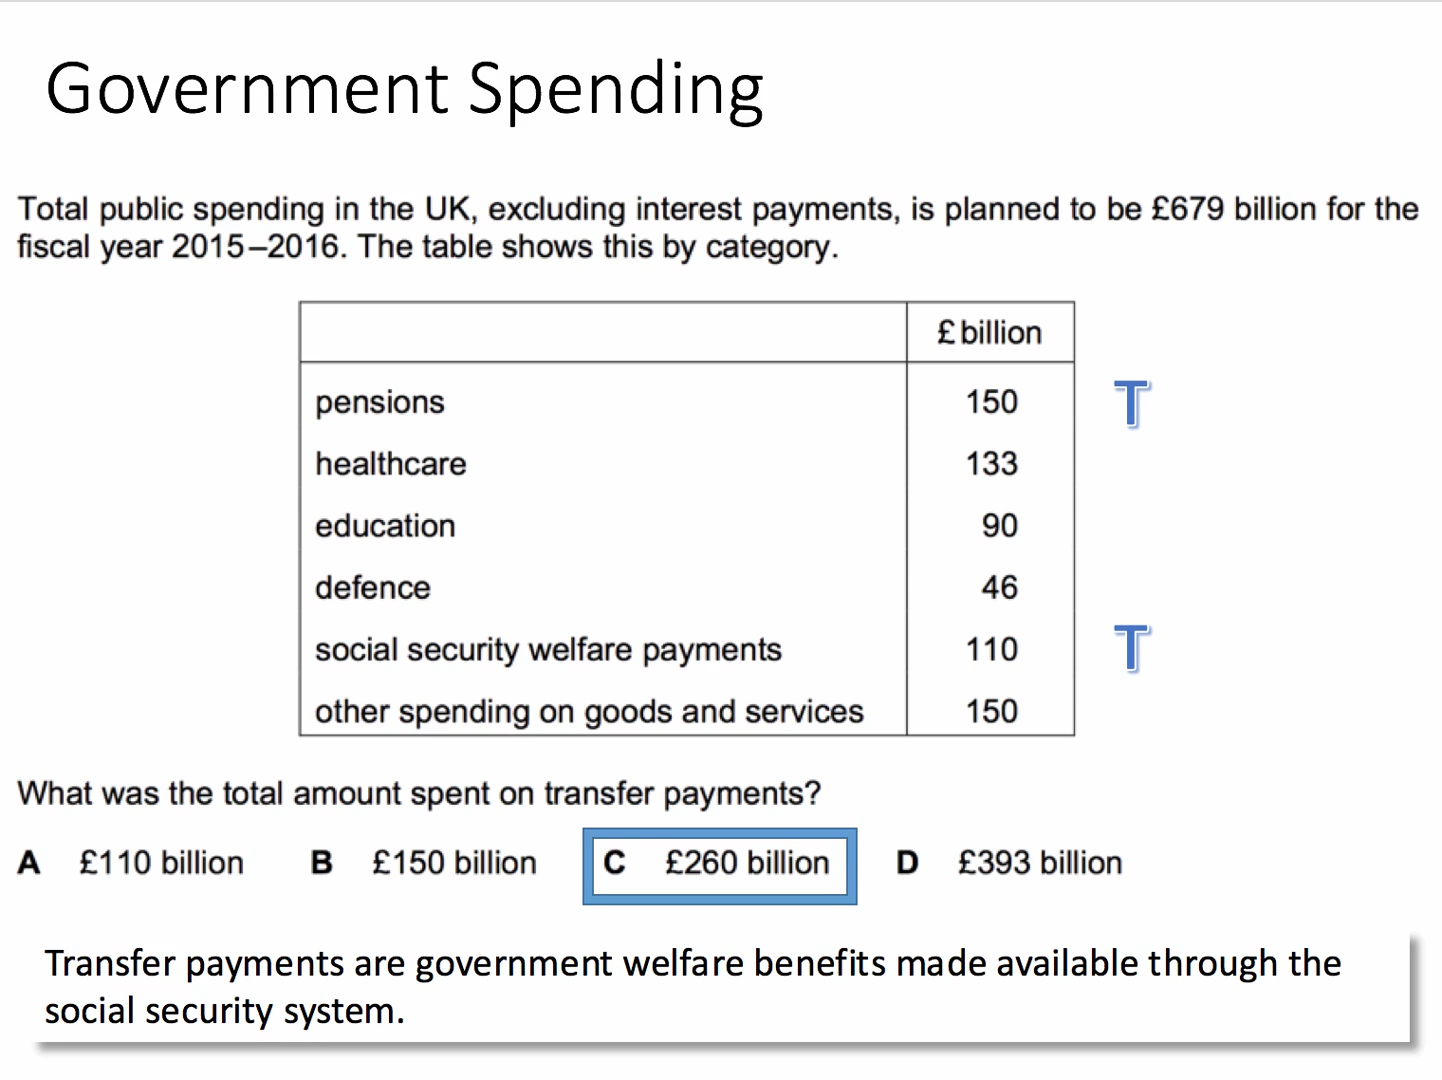 Government Spending
Total public spending in the UK, excluding interest payments, is planned to be £679 billion for the
fiscal year 2015–2016. The table shows this by category.
£ billion
pensions 150 T
healthcare 133
education 90
defence 46
social security welfare payments 110 T
other spending on goods and services 150
What was the total amount spent on transfer payments?
A £110 billion B £150 billion C £260 billion D £393 billion
Transfer payments are government welfare benefits made available through the
social security system.